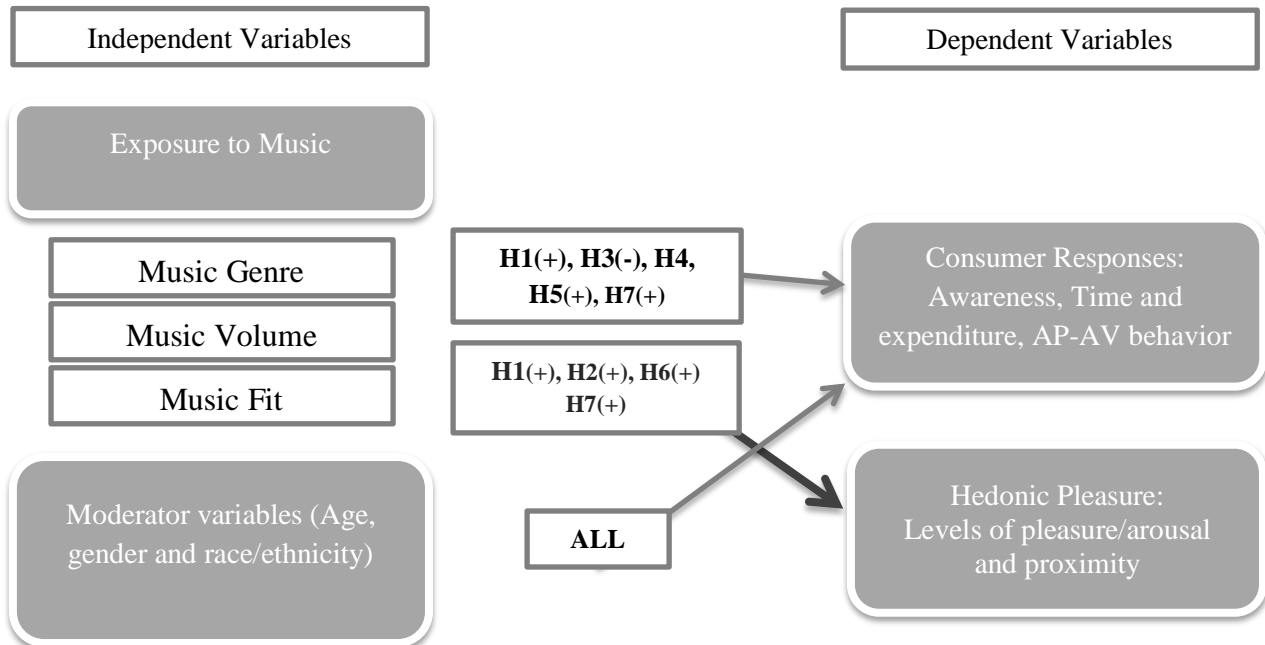 Independent Variables
Dependent Variables
Exposure to Music
Music Genre
Music Volume
Music Fit
Moderator variables (Age,
gender and race/ethnicity)
H1(+), H3(-), H4,
H5(+), H7(+)
H1(+), H2(+), H6(+)
H7(+)
ALL
Consumer Responses:
Awareness, Time and
expenditure, AP-AV behavior
Hedonic Pleasure:
Levels of pleasure/arousal
and proximity